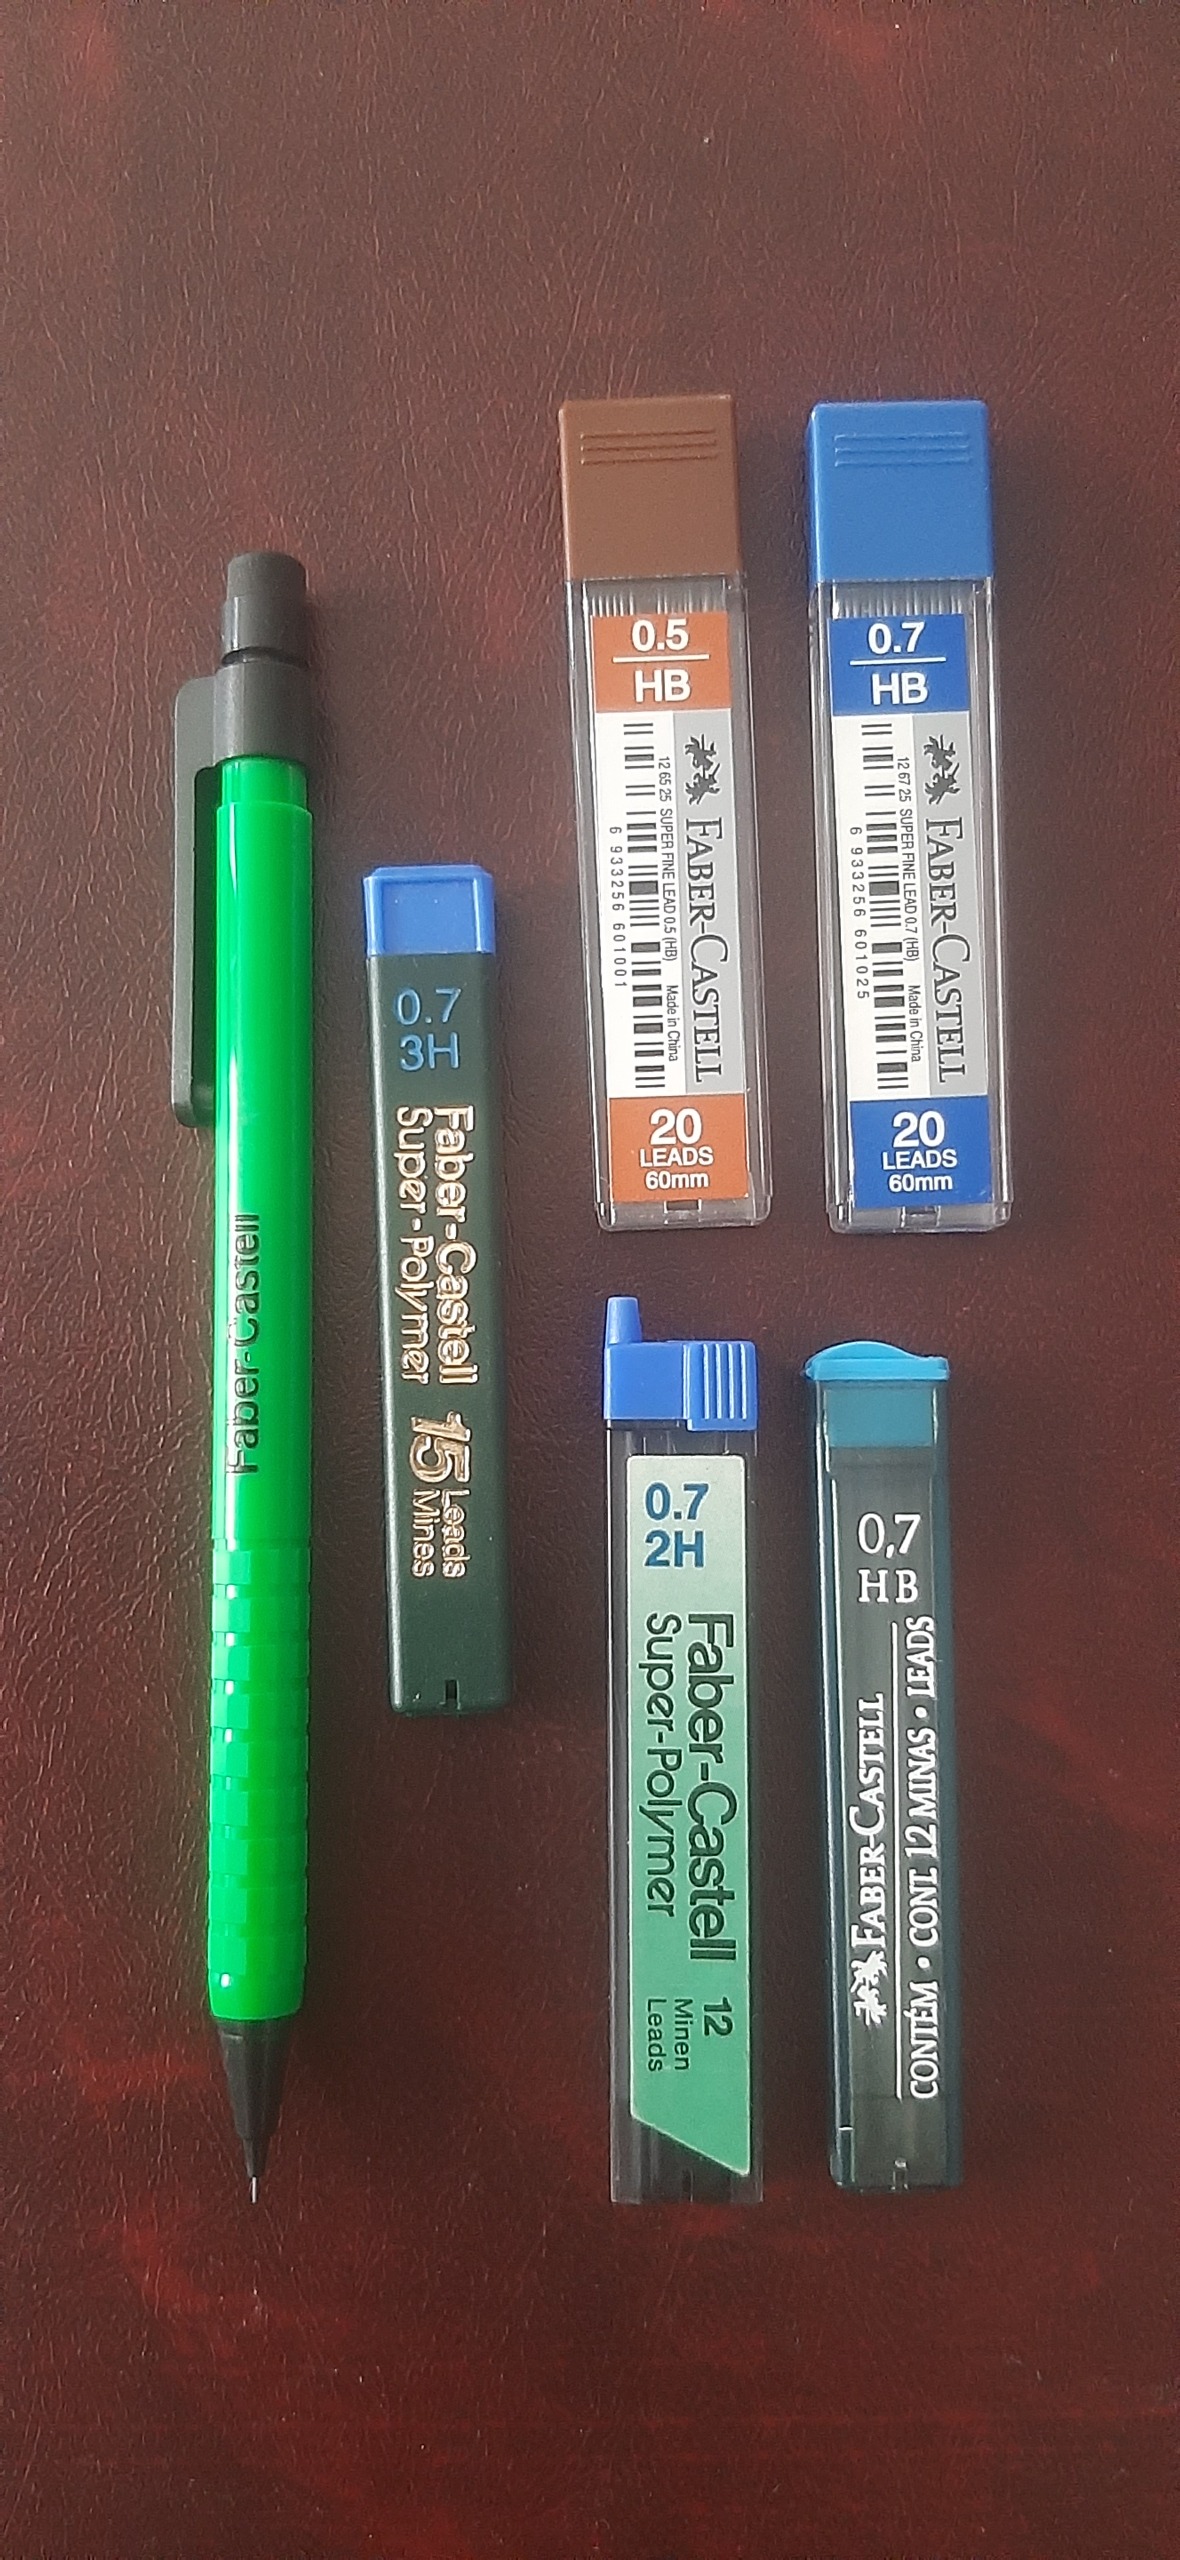 Faber-Castell
0.7
3H
Faber-Castell
Super-Polymer
15 Leads
Mines
0.5
HB
FABER-CASTELL
12 65 25 SUPER FINE LEAD 0.5 (HB) Made in China
6 933256 601001
20
LEADS
60mm
0.7
HB
FABER-CASTELL
12 67 25 SUPER FINE LEAD 0.7 (HB) Made in China
6 933256 601025
20
LEADS
60mm
0.7
2H
Faber-Castell
Super-Polymer
12
Minen
Leads
0,7
HB
FABER-CASTELL
CONTÉM • CONT. 12 MINAS • LEADS